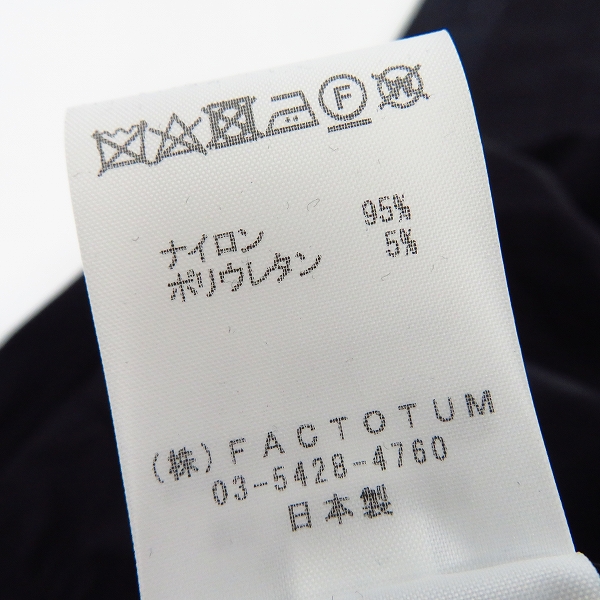 F W
ナイロン 95%
ポリウレタン 5%
(株) FACTOTUM
03-5428-4760
日本製